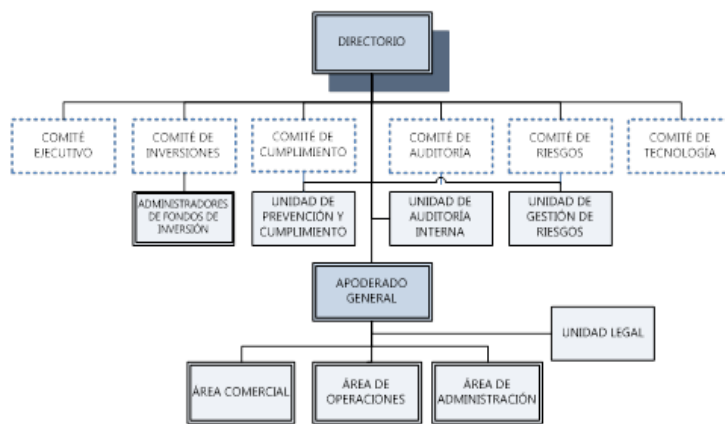 DIRECTORIO
COMITÉ
EJECUTIVO
COMITÉ DE
INVERSIONES
COMITÉ DE
CUMPLIMIENTO
COMITÉ DE
AUDITORIA
COMITÉ DE
RIESGOS
COMITÉ DE
TECNOLOGIA
ADMINISTRADORES
DE FONDOS DE
INVERSIÓN
UNIDAD DE
PREVENCIÓN Y
CUMPLIMIENTO
UNIDAD DE
AUDITORÍA
INTERNA
UNIDAD DE
GESTIÓN DE
RIESGOS
APODERADO
GENERAL
UNIDAD LEGAL
ÁREA COMERCIAL
ÁREA DE
OPERACIONES
ÁREA DE
ADMINISTRACIÓN